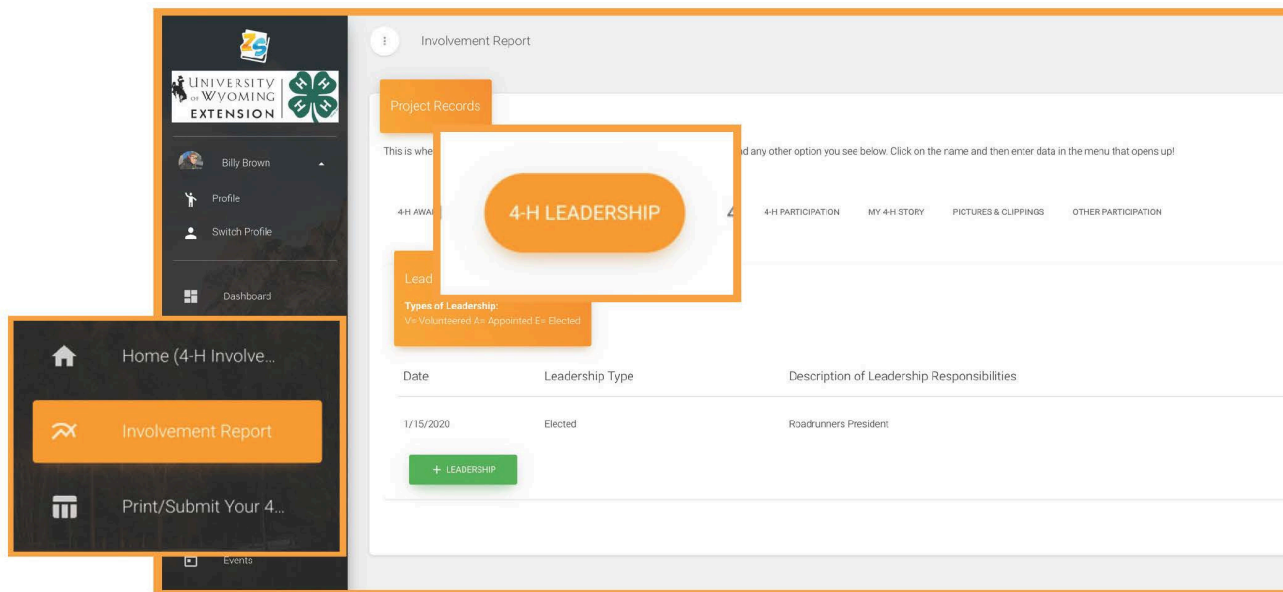 ZS
UNIVERSITY
OF WYOMING
EXTENSION
H H
H H
Billy Brown
Profile
Switch Profile
Dashboard
Home (4-H Involve...
Involvement Report
Print/Submit Your 4...
Events
Involvement Report
Project Records
This is whe
d any other option you see below. Click on the name and then enter data in the menu that opens up!
4-H AWA
4-H LEADERSHIP
4-H PARTICIPATION MY 4-H STORY PICTURES & CLIPPINGS OTHER PARTICIPATION
Lead
Types of Leadership:
V= Volunteered A= Appointed E= Elected
Date Leadership Type Description of Leadership Responsibilities
1/15/2020 Elected Roadrunners President
+ LEADERSHIP